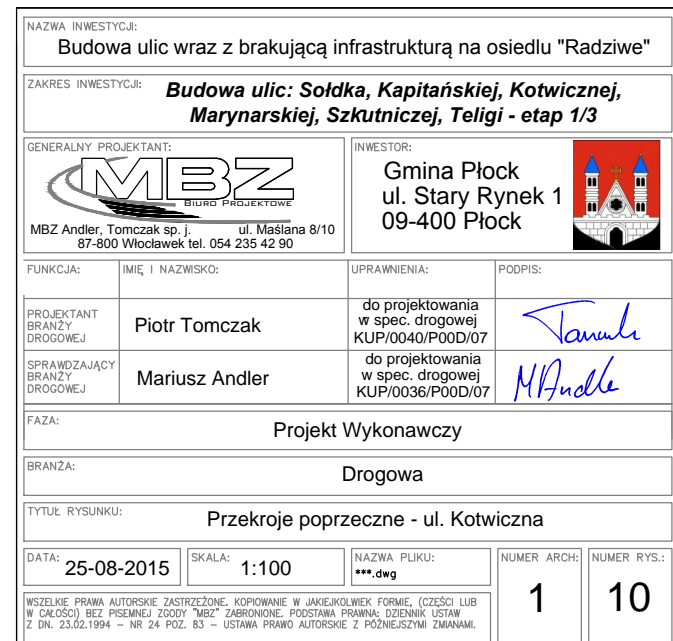 NAZWA INWESTYCJI:
Budowa ulic wraz z brakującą infrastrukturą na osiedlu "Radziwe"
ZAKRES INWESTYCJI:
Budowa ulic: Sołdka, Kapitańskiej, Kotwicznej,
Marynarskiej, Szkutniczej, Teligi - etap 1/3
GENERALNY PROJEKTANT:
MBZ
BIURO PROJEKTOWE
MBZ Andler, Tomczak sp. j. ul. Maślana 8/10
87-800 Włocławek tel. 054 235 42 90
INWESTOR:
Gmina Płock
ul. Stary Rynek 1
09-400 Płock
FUNKCJA: IMIĘ I NAZWISKO: UPRAWNIENIA: PODPIS:
PROJEKTANT
BRANŻY
DROGOWEJ
Piotr Tomczak
do projektowania
w spec. drogowej
KUP/0040/P00D/07
SPRAWDZAJĄCY
BRANŻY
DROGOWEJ
Mariusz Andler
do projektowania
w spec. drogowej
KUP/0036/P00D/07
MAndle
FAZA:
Projekt Wykonawczy
BRANŻA:
Drogowa
TYTUŁ RYSUNKU:
Przekroje poprzeczne - ul. Kotwiczna
DATA: 25-08-2015
SKALA: 1:100
NAZWA PLIKU:
***.dwg
NUMER ARCH:
1
NUMER RYS.:
10
WSZELKIE PRAWA AUTORSKIE ZASTRZEŻONE. KOPIOWANIE W JAKIEJKOLWIEK FORMIE, (CZĘŚCI LUB
W CAŁOŚCI) BEZ PISEMNEJ ZGODY "MBZ" ZABRONIONE. PODSTAWA PRAWNA: DZIENNIK USTAW
Z DN. 23.02.1994 – NR 24 POZ. 83 – USTAWA PRAWO AUTORSKIE Z PÓŹNIEJSZYMI ZMIANAMI.